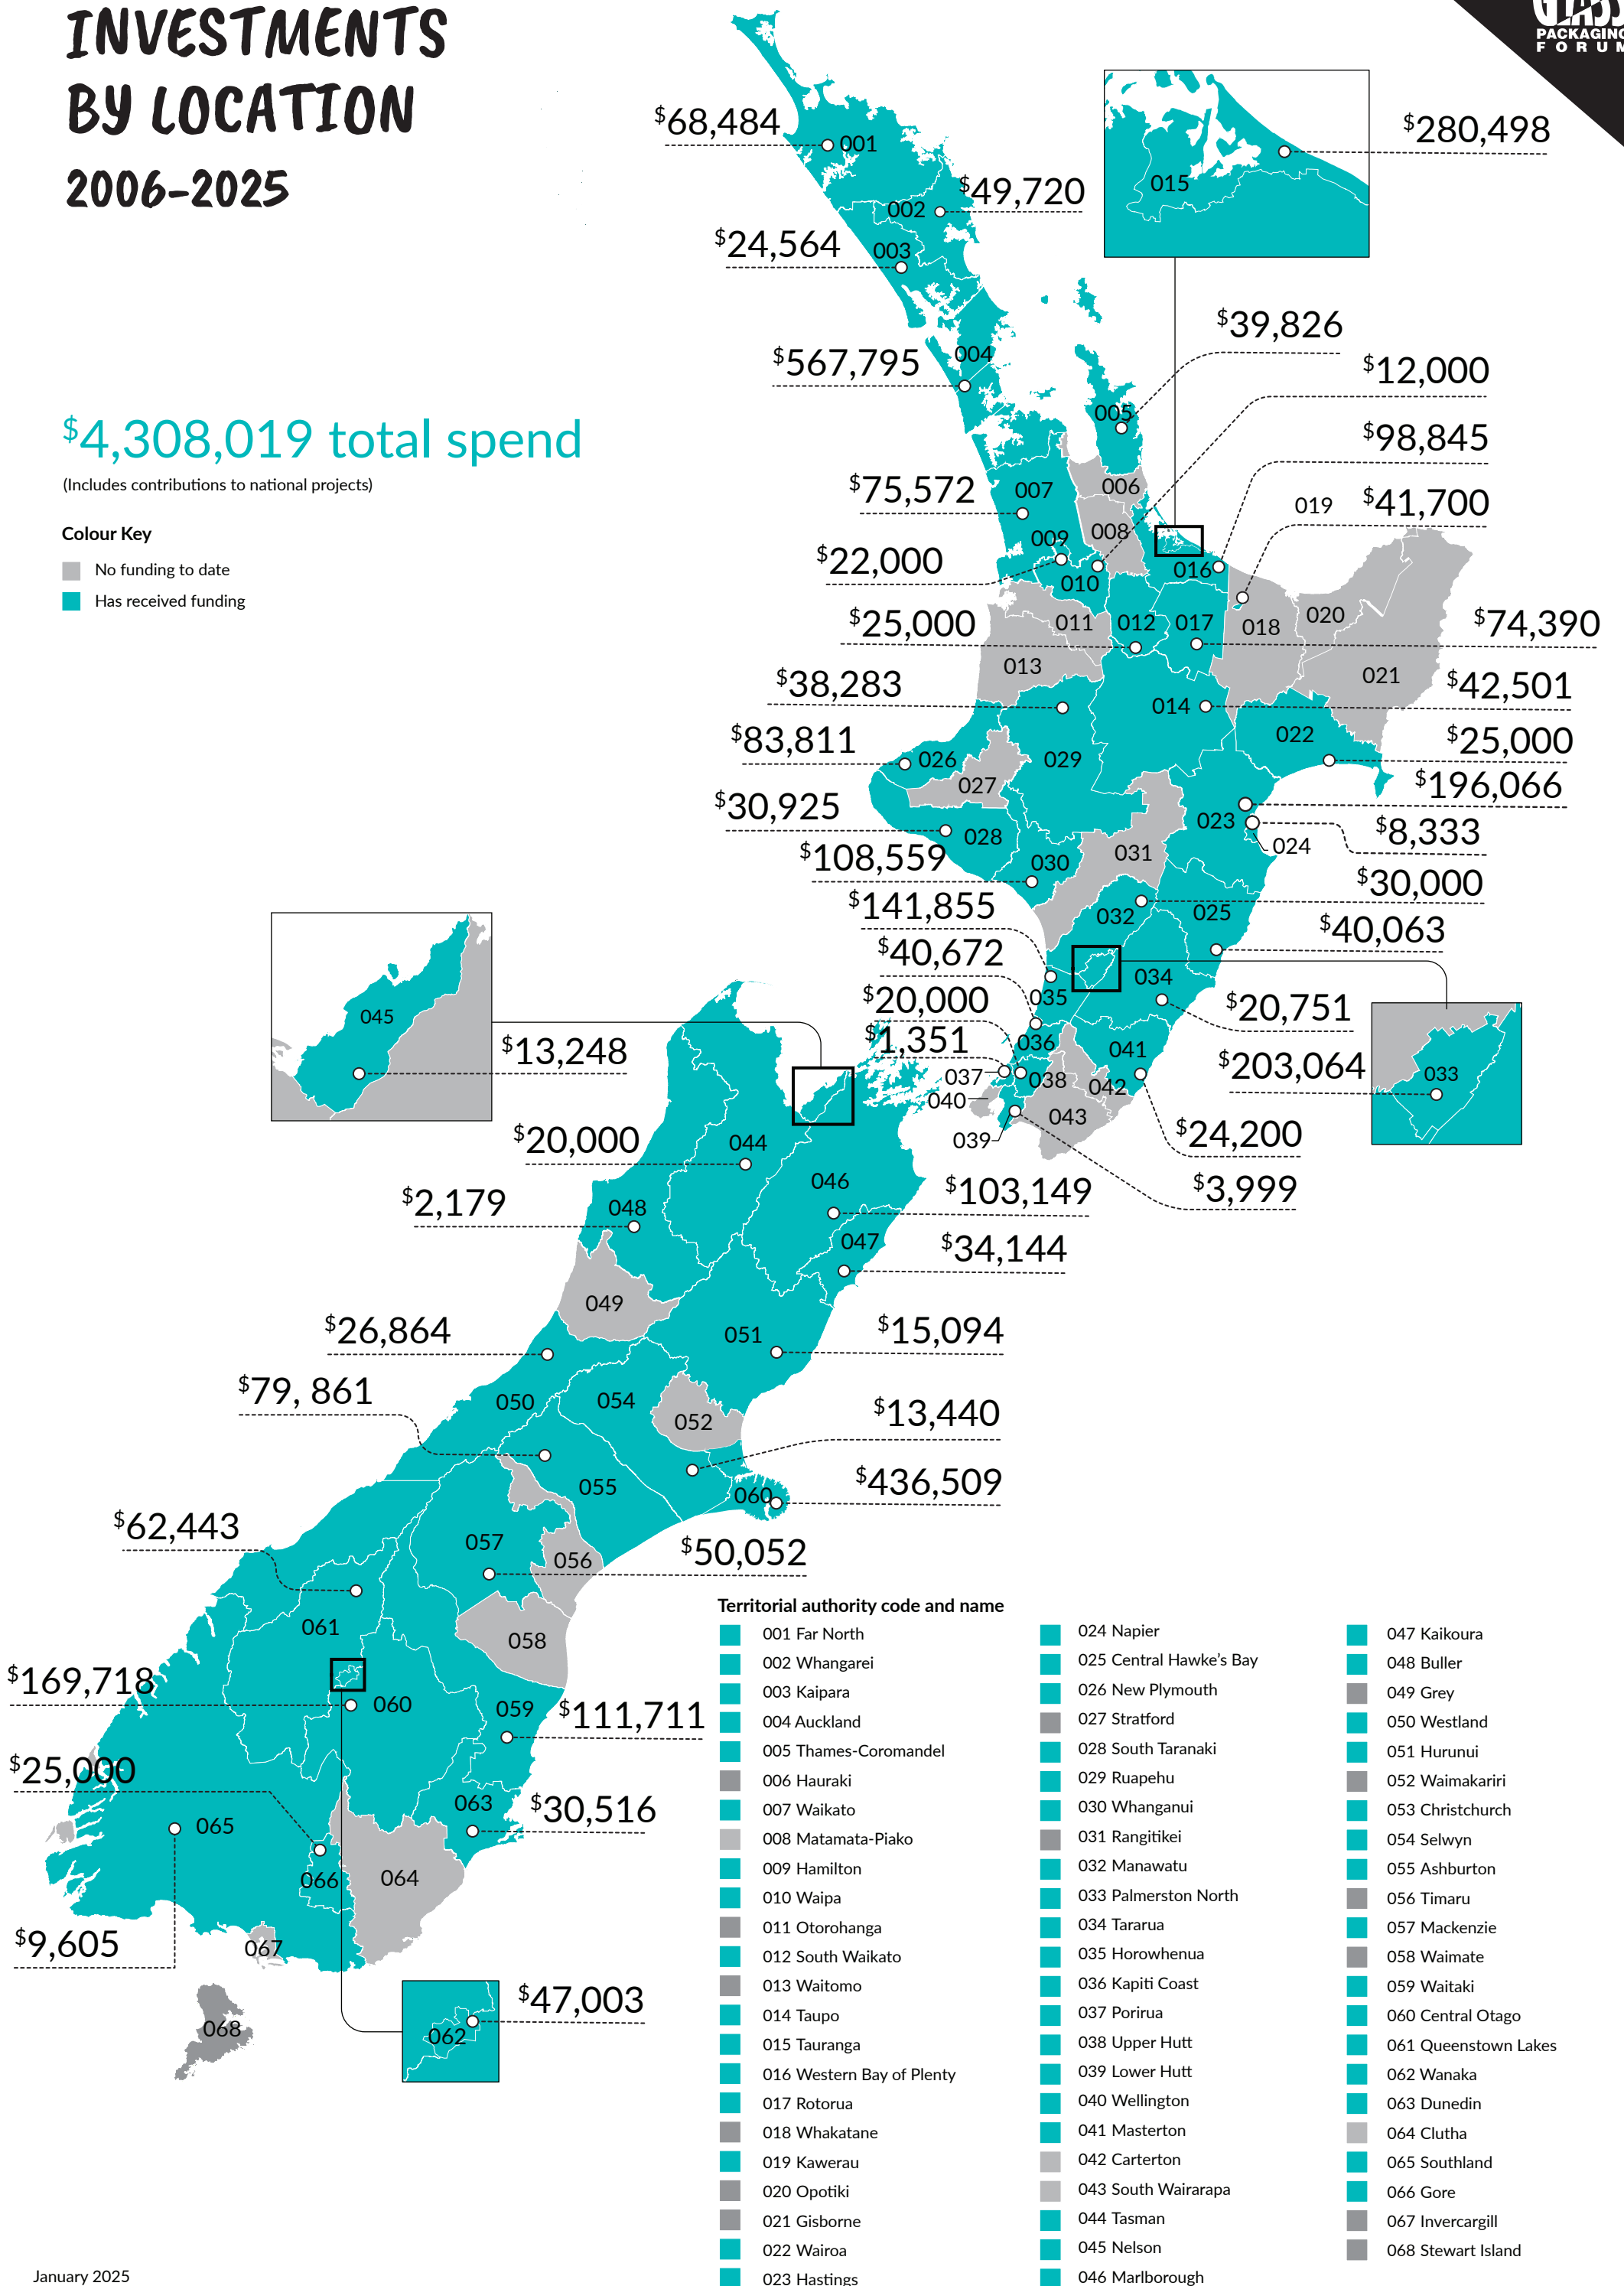 INVESTMENTS
BY LOCATION
2006-2025
GLASS
PACKAGING
FORUM
$4,308,019 total spend
(Includes contributions to national projects)
Colour Key
No funding to date
Has received funding
$68,484
001
$280,498
015
002
$49,720
$24,564
003
$39,826
$567,795
004
$12,000
005
$98,845
$75,572
007
006
019
$41,700
009
008
$22,000
010
016
$25,000
011
012
017
018
020
$74,390
013
021
$38,283
014
$42,501
$83,811
026
029
022
$25,000
027
$196,066
$30,925
028
023
$8,333
024
$108,559
030
031
$30,000
$141,855
032
025
$40,063
$40,672
034
035
$20,000
$20,751
045
$1,351
036
041
$13,248
037
038
042
$203,064
033
040
043
039
$24,200
$20,000
044
$103,149
$3,999
046
$2,179
048
047
$34,144
049
$26,864
051
$15,094
$79, 861
050
054
052
$13,440
055
060
$436,509
$62,443
057
056
$50,052
061
058
$169,718
060
059
$111,711
$25,000
063
$30,516
065
066
064
$9,605
067
068
062
$47,003
Territorial authority code and name
001 Far North
002 Whangarei
003 Kaipara
004 Auckland
005 Thames-Coromandel
006 Hauraki
007 Waikato
008 Matamata-Piako
009 Hamilton
010 Waipa
011 Otorohanga
012 South Waikato
013 Waitomo
014 Taupo
015 Tauranga
016 Western Bay of Plenty
017 Rotorua
018 Whakatane
019 Kawerau
020 Opotiki
021 Gisborne
022 Wairoa
023 Hastings
024 Napier
025 Central Hawke's Bay
026 New Plymouth
027 Stratford
028 South Taranaki
029 Ruapehu
030 Whanganui
031 Rangitikei
032 Manawatu
033 Palmerston North
034 Tararua
035 Horowhenua
036 Kapiti Coast
037 Porirua
038 Upper Hutt
039 Lower Hutt
040 Wellington
041 Masterton
042 Carterton
043 South Wairarapa
044 Tasman
045 Nelson
046 Marlborough
047 Kaikoura
048 Buller
049 Grey
050 Westland
051 Hurunui
052 Waimakariri
053 Christchurch
054 Selwyn
055 Ashburton
056 Timaru
057 Mackenzie
058 Waimate
059 Waitaki
060 Central Otago
061 Queenstown Lakes
062 Wanaka
063 Dunedin
064 Clutha
065 Southland
066 Gore
067 Invercargill
068 Stewart Island
January 2025